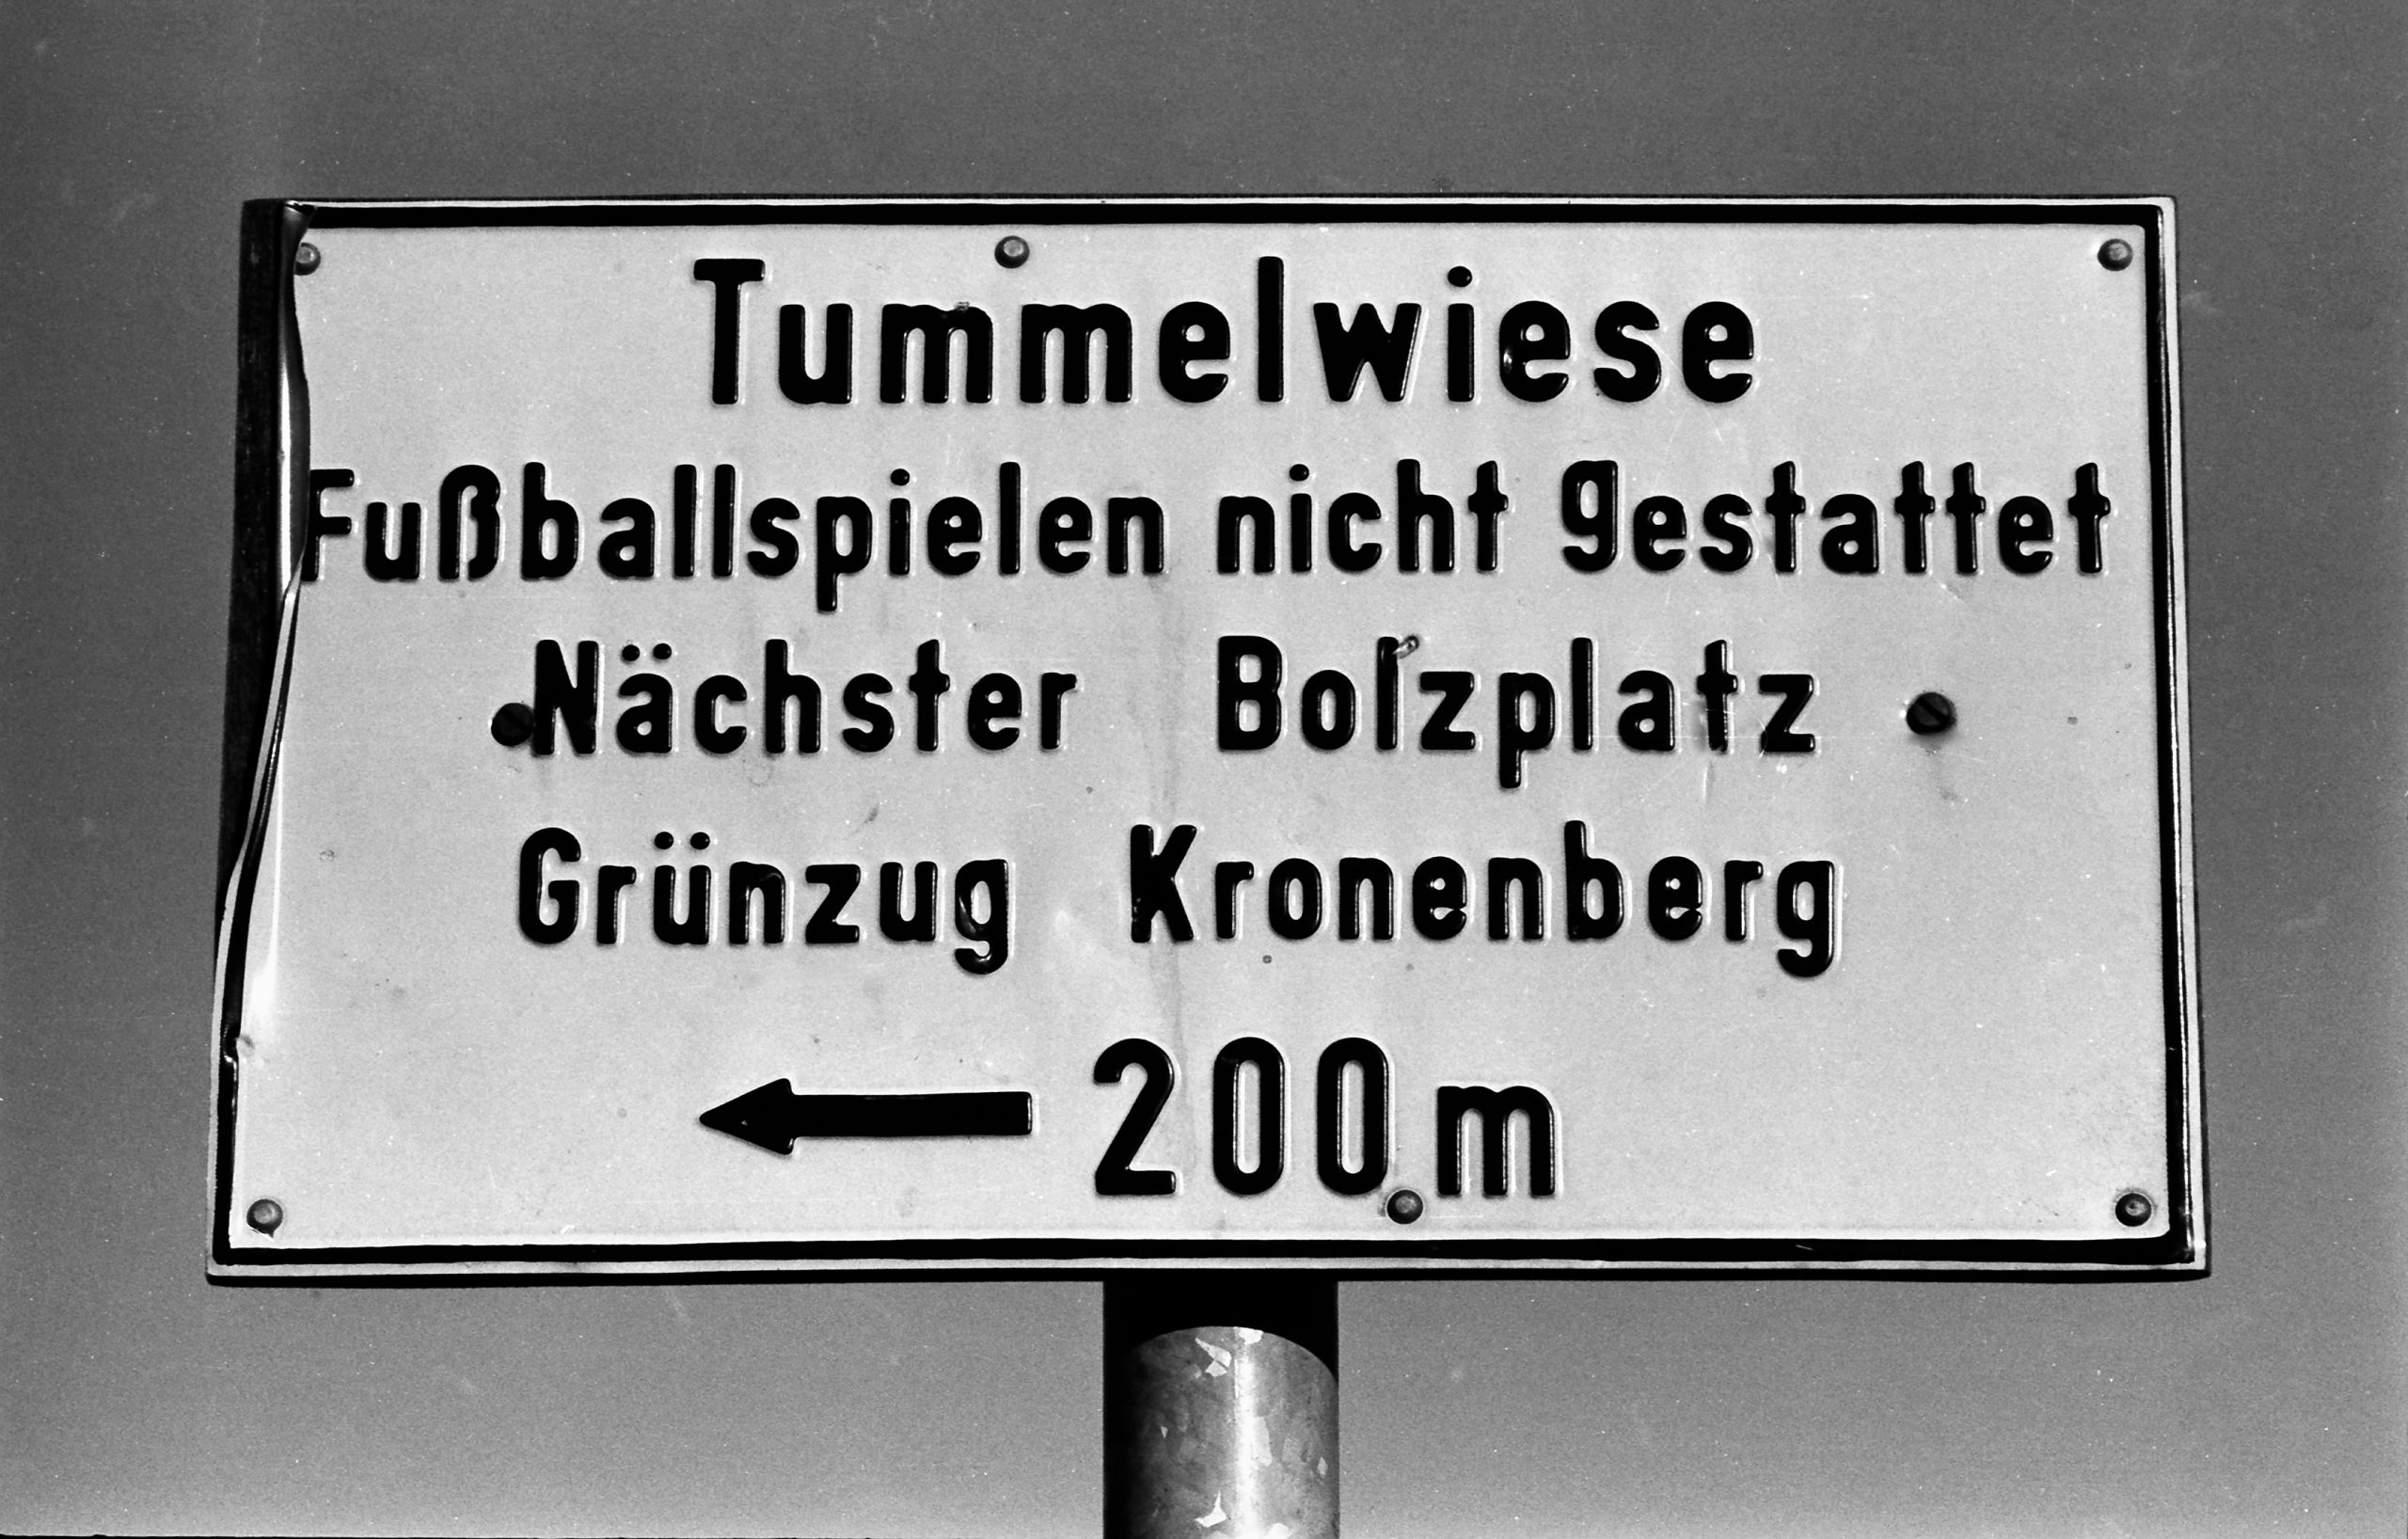 Tummelwiese
Fußballspielen nicht gestattet
Nächster Bolzplatz
Grünzug Kronenberg
← 200 m